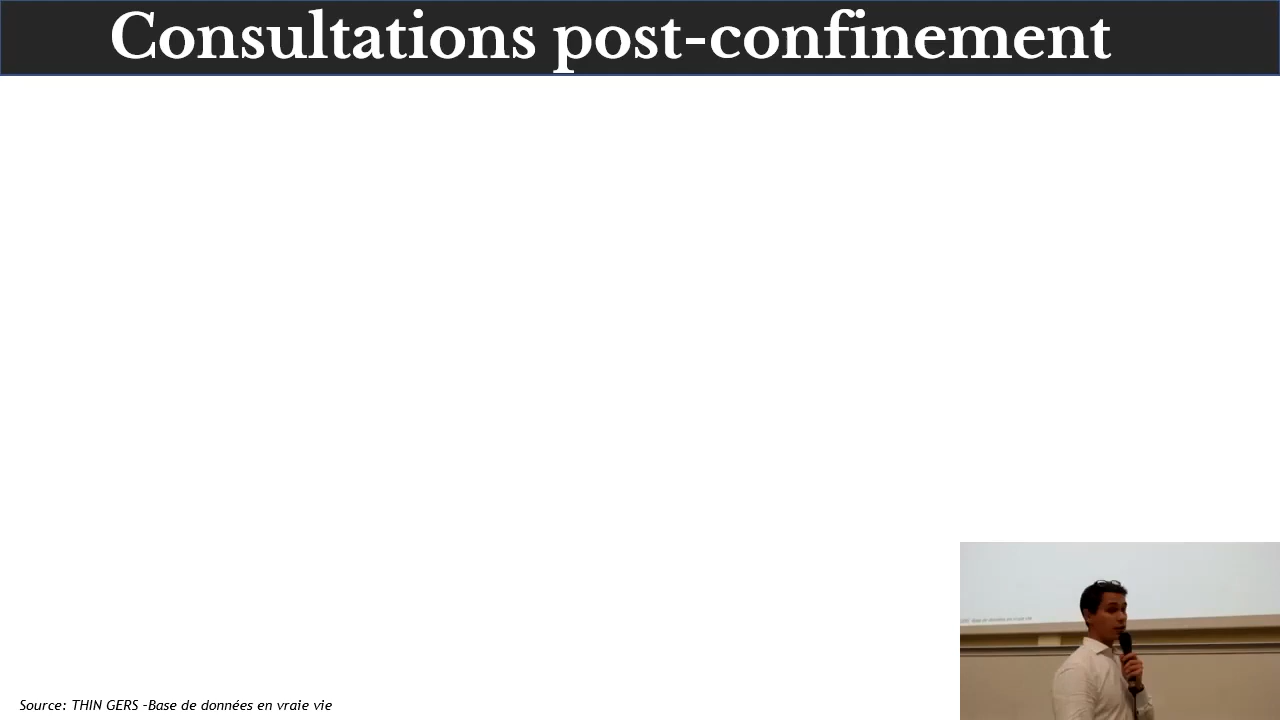 Consultations post-confinement
Source: THIN GERS -Base de données en vraie vie